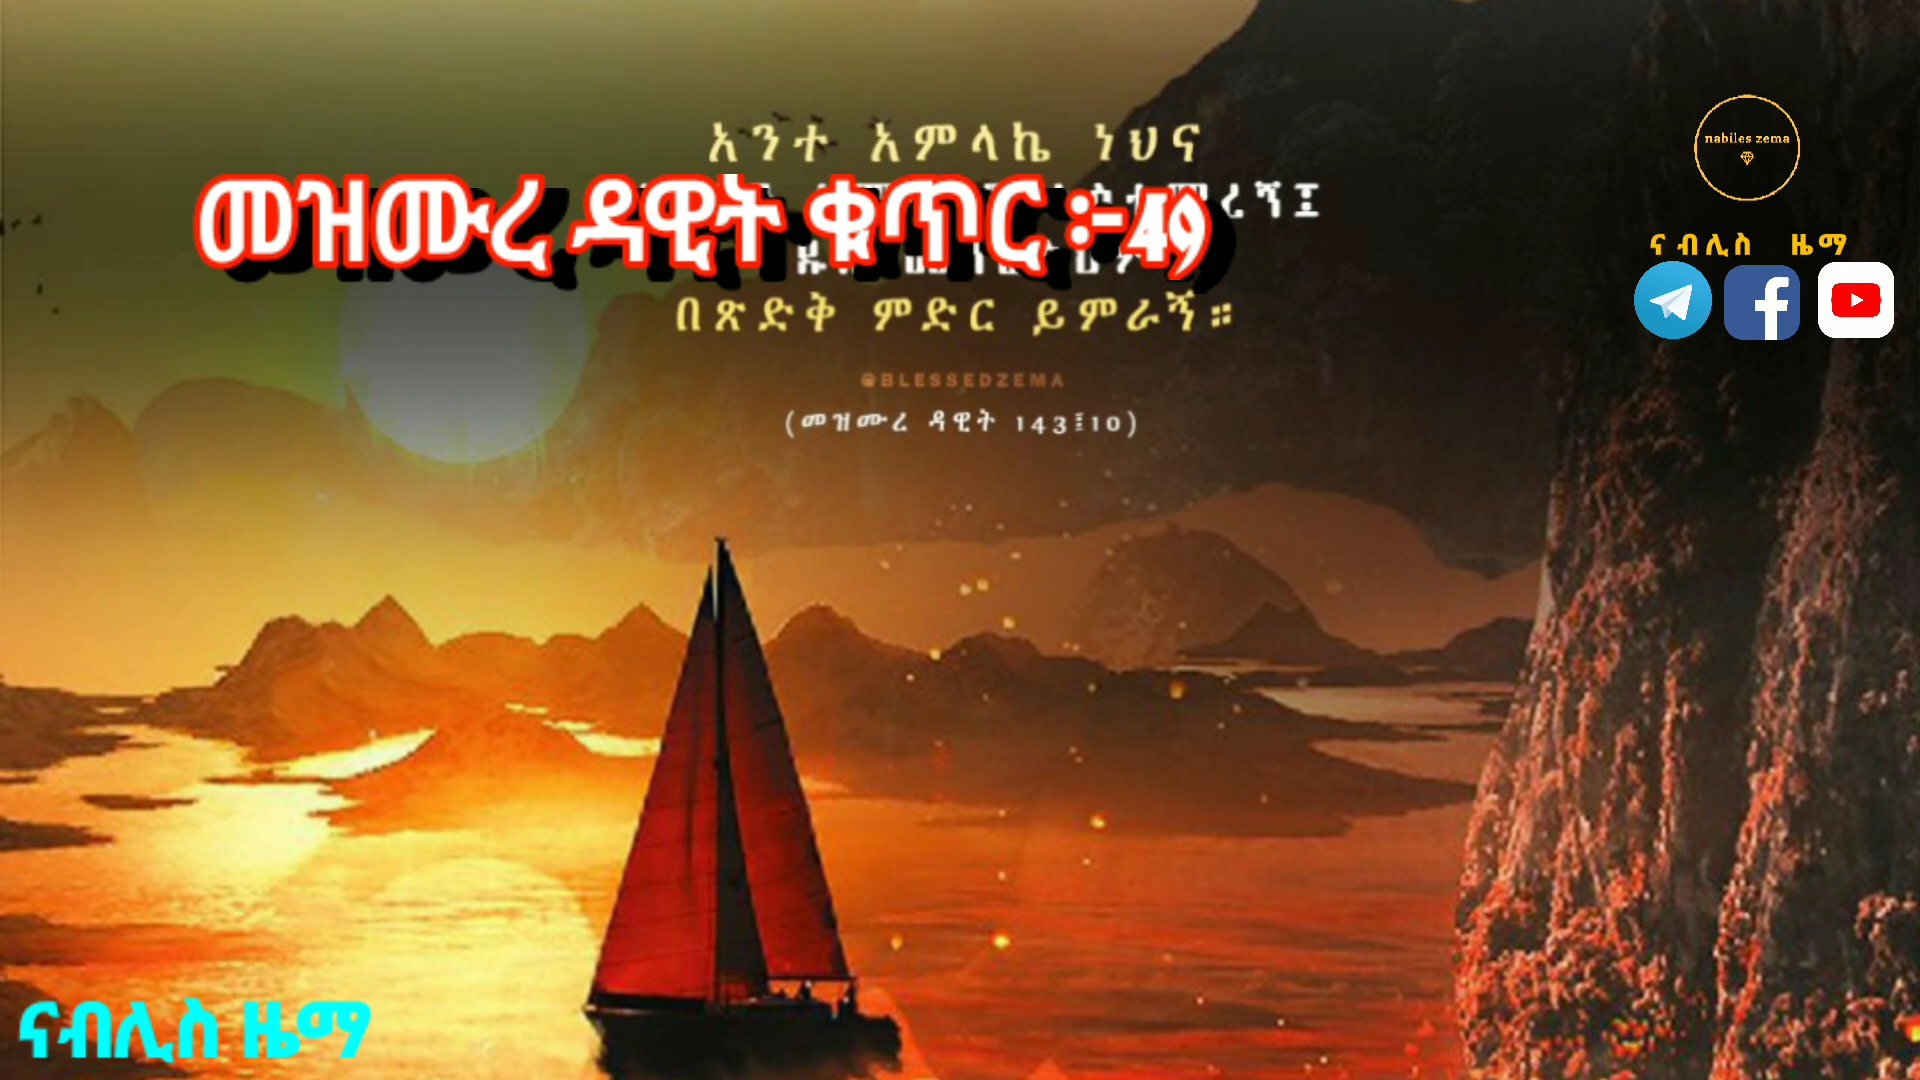 አንተ አምላኬ ነህና
መዝሙረ ዳዊት ቁጥር ፦49
በጽድቅ ምድር ይምራኝ።
@BLESSEDZEMA
(መዝሙረ ዳዊት 143፤10)
nabiles zema
ናብሊስ ዜማ
ናብሊስ ዜማ